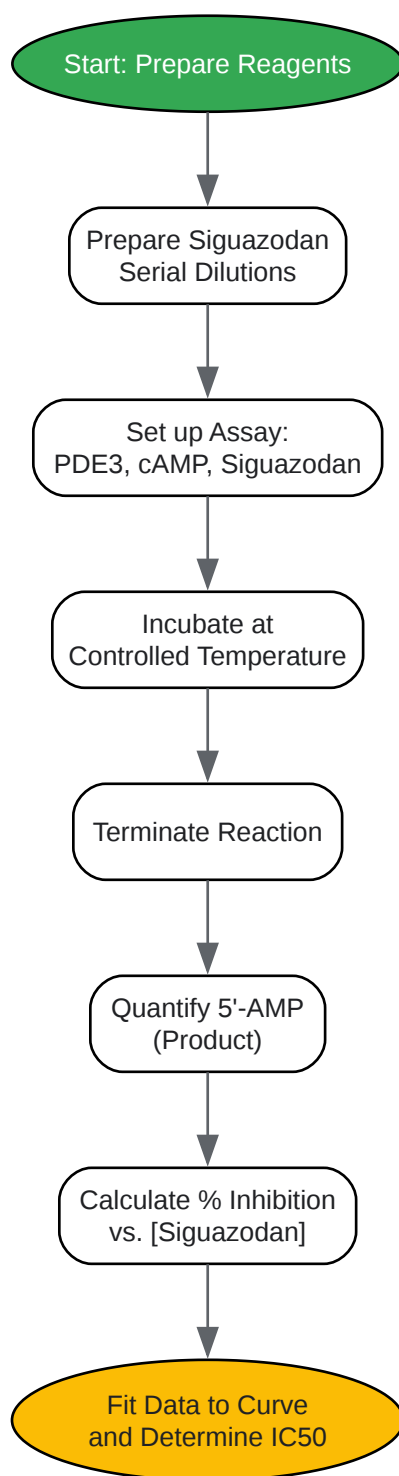 Start: Prepare Reagents
Prepare Siguazodan
Serial Dilutions
Set up Assay:
PDE3, cAMP, Siguazodan
Incubate at
Controlled Temperature
Terminate Reaction
Quantify 5'-AMP
(Product)
Calculate % Inhibition
vs. [Siguazodan]
Fit Data to Curve
and Determine IC50